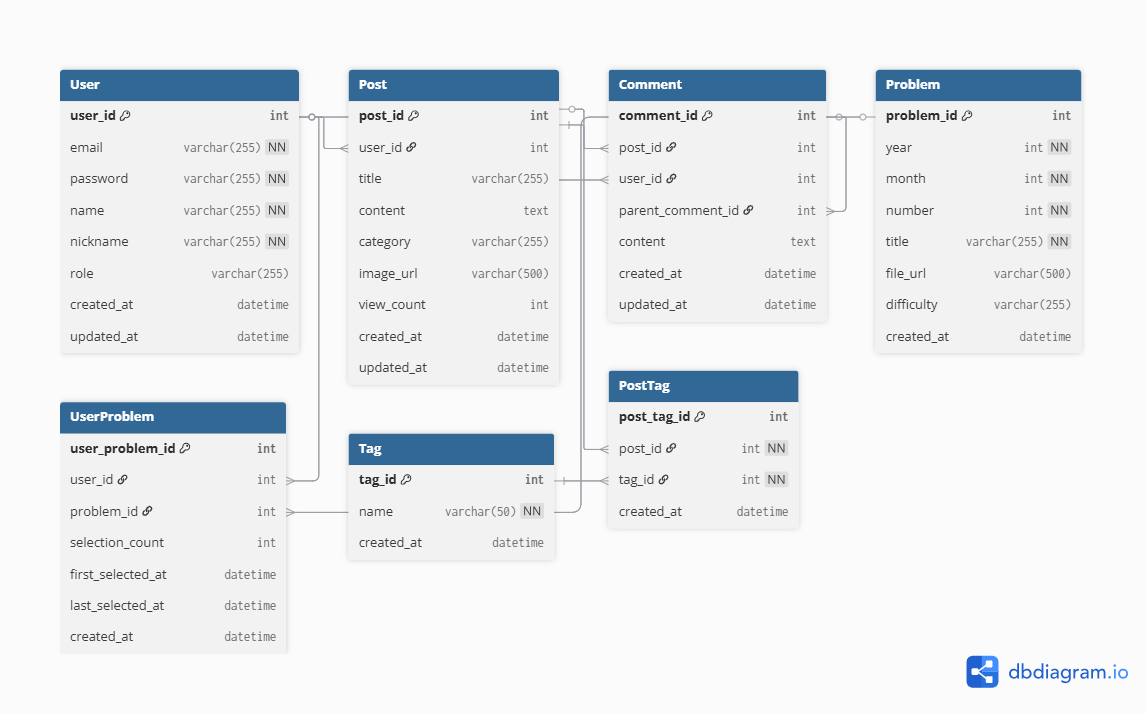 User
user_id int
email varchar(255) NN
password varchar(255) NN
name varchar(255) NN
nickname varchar(255) NN
role varchar(255)
created_at datetime
updated_at datetime
Post
post_id int
user_id int
title varchar(255)
content text
category varchar(255)
image_url varchar(500)
view_count int
created_at datetime
updated_at datetime
Comment
comment_id int
post_id int
user_id int
parent_comment_id int
content text
created_at datetime
updated_at datetime
Problem
problem_id int
year int NN
month int NN
number int NN
title varchar(255) NN
file_url varchar(500)
difficulty varchar(255)
created_at datetime
UserProblem
user_problem_id int
user_id int
problem_id int
selection_count int
first_selected_at datetime
last_selected_at datetime
created_at datetime
Tag
tag_id int
name varchar(50) NN
created_at datetime
PostTag
post_tag_id int
post_id int NN
tag_id int NN
created_at datetime
dbdiagram.io